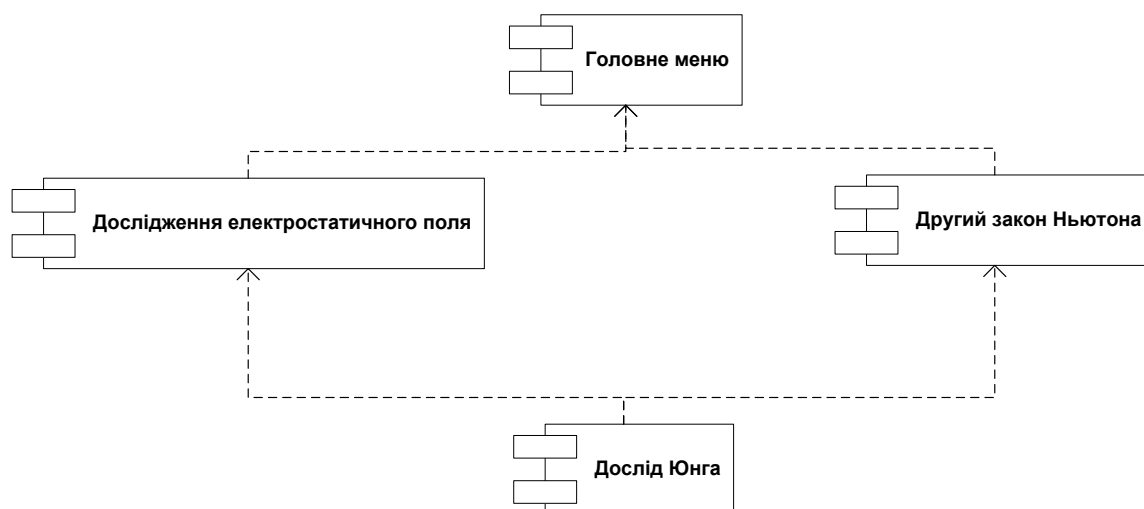 Головне меню
Дослідження електростатичного поля
Другий закон Ньютона
Дослід Юнга